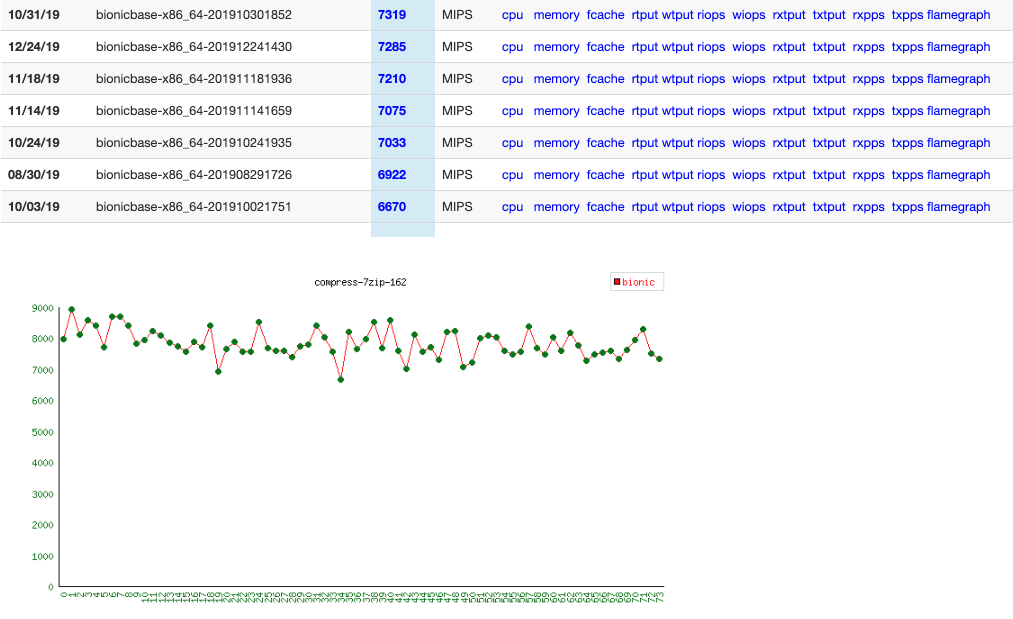 10/31/19 bionicbase-x86_64-201910301852 7319 MIPS cpu memory fcache rtput wtput riops wiops rxtput txtput rxpps txpps flamegraph
12/24/19 bionicbase-x86_64-201912241430 7285 MIPS cpu memory fcache rtput wtput riops wiops rxtput txtput rxpps txpps flamegraph
11/18/19 bionicbase-x86_64-201911181936 7210 MIPS cpu memory fcache rtput wtput riops wiops rxtput txtput rxpps txpps flamegraph
11/14/19 bionicbase-x86_64-201911141659 7075 MIPS cpu memory fcache rtput wtput riops wiops rxtput txtput rxpps txpps flamegraph
10/24/19 bionicbase-x86_64-201910241935 7033 MIPS cpu memory fcache rtput wtput riops wiops rxtput txtput rxpps txpps flamegraph
08/30/19 bionicbase-x86_64-201908291726 6922 MIPS cpu memory fcache rtput wtput riops wiops rxtput txtput rxpps txpps flamegraph
10/03/19 bionicbase-x86_64-201910021751 6670 MIPS cpu memory fcache rtput wtput riops wiops rxtput txtput rxpps txpps flamegraph
compress-7zip-162
bionic
9000
8000
7000
6000
5000
4000
3000
2000
1000
0
0 1 2 3 4 5 6 7 8 9 10 11 12 13 14 15 16 17 18 19 20 21 22 23 24 25 26 27 28 29 30 31 32 33 34 35 36 37 38 39 40 41 42 43 44 45 46 47 48 49 50 51 52 53 54 55 56 57 58 59 60 61 62 63 64 65 66 67 68 69 70 71 72 73